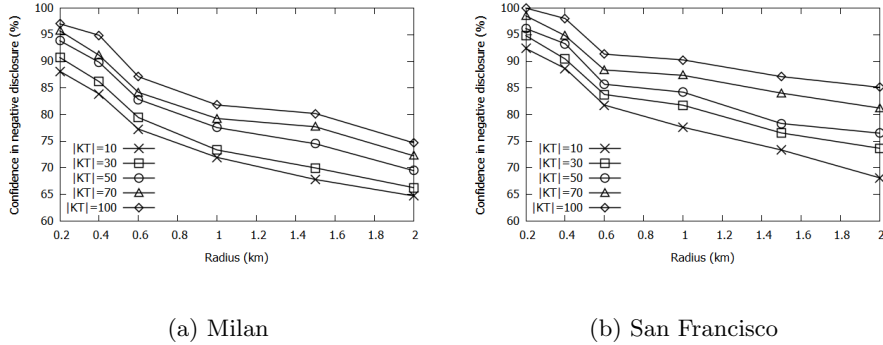 Confidence in negative disclosure (%)
100
95
90
85
80
75
70
65
60
|KT|=10
|KT|=30
|KT|=50
|KT|=70
|KT|=100
0.2 0.4 0.6 0.8 1 1.2 1.4 1.6 1.8 2
Radius (km)
(a) Milan
Confidence in negative disclosure (%)
100
95
90
85
80
75
70
65
60
|KT|=10
|KT|=30
|KT|=50
|KT|=70
|KT|=100
0.2 0.4 0.6 0.8 1 1.2 1.4 1.6 1.8 2
Radius (km)
(b) San Francisco